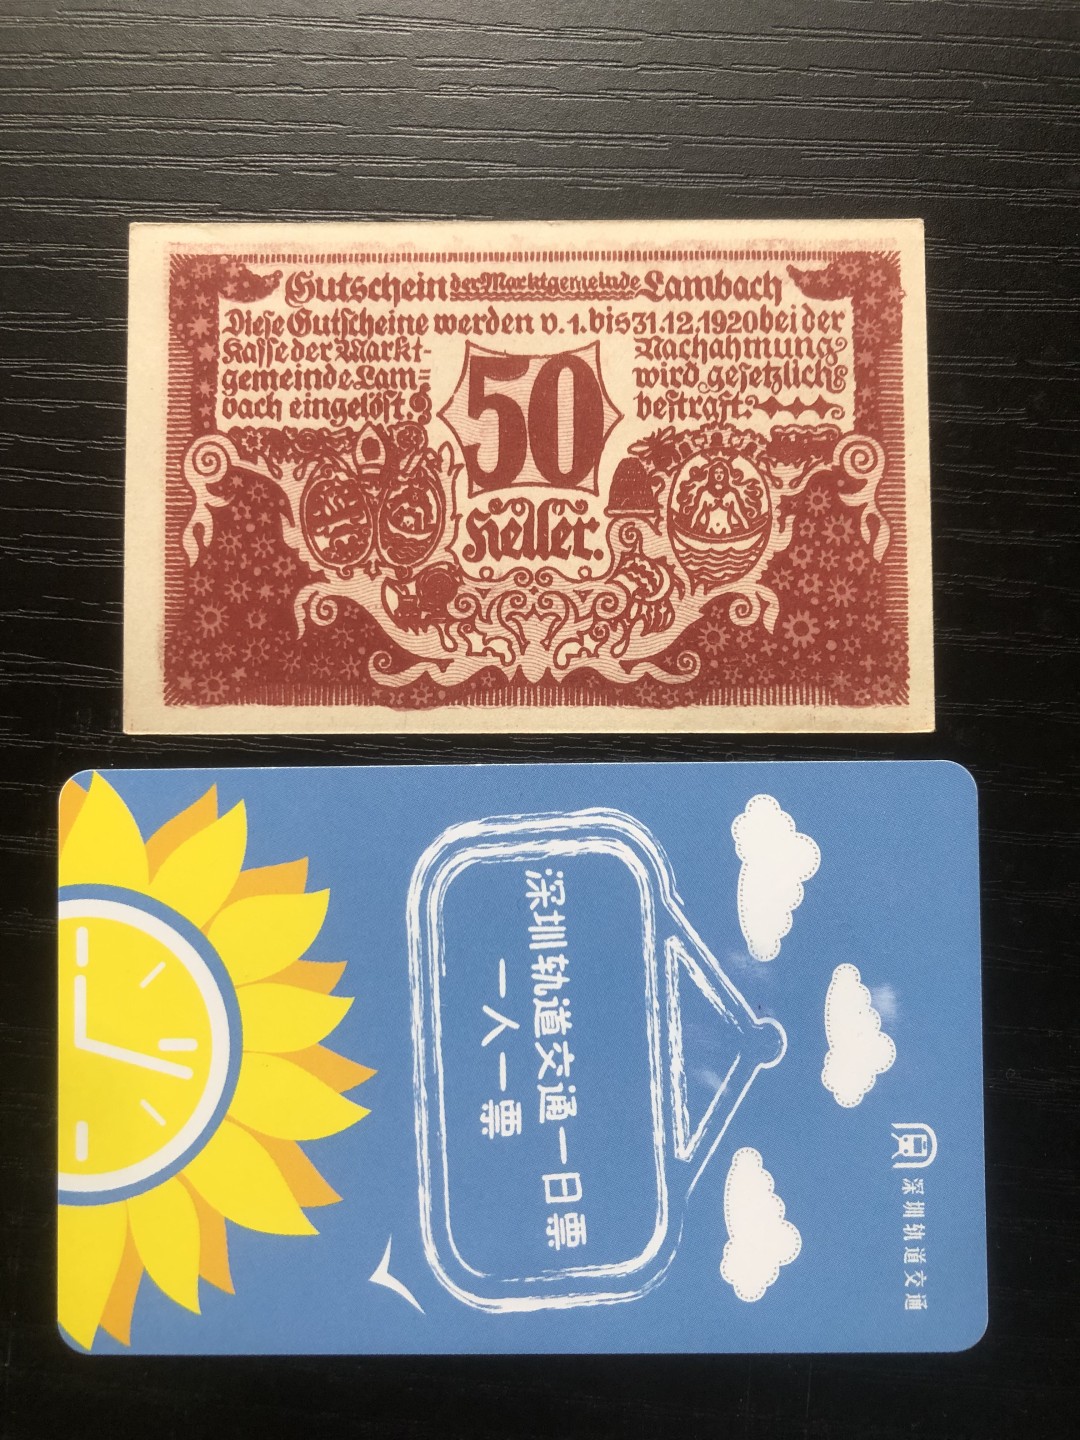 Gutschein der Marktgemeinde Lambach
Diese Gutscheine werden v. 1. bis 31.12.1920 bei der
Kasse der Markt-
gemeinde Lam=
bach eingelöst.
Nachahmung
wird gesetzlich
bestraft.
50
Heller.
深圳轨道交通一日票
一人一票
深圳轨道交通